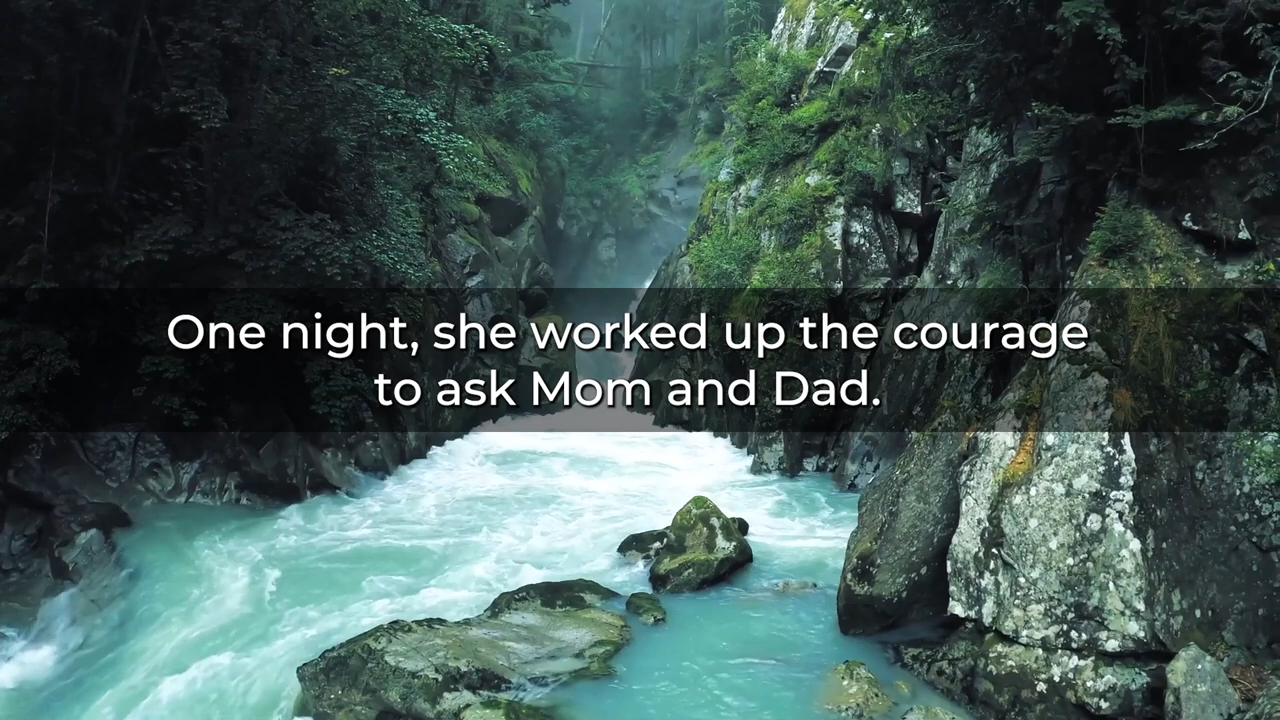 One night, she worked up the courage
to ask Mom and Dad.